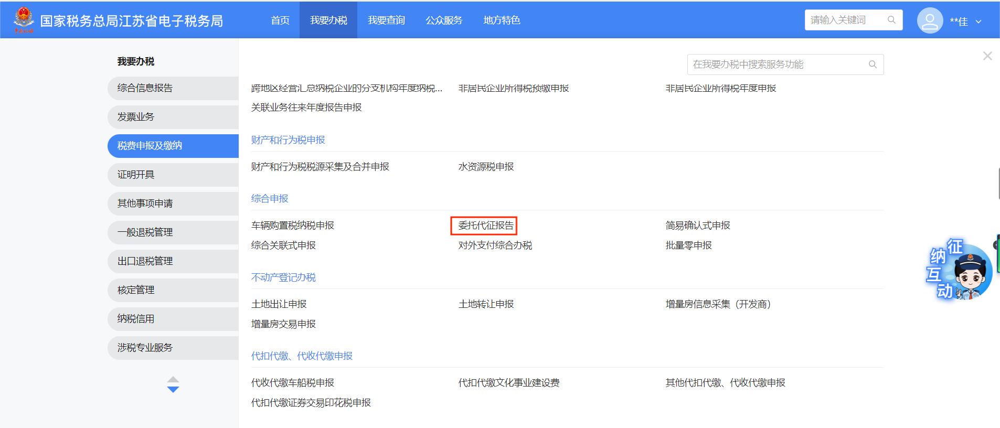 国家税务总局江苏省电子税务局
首页 我要办税 我要查询 公众服务 地方特色
请输入关键词
**佳
我要办税
综合信息报告
发票业务
税费申报及缴纳
证明开具
其他事项申请
一般退税管理
出口退税管理
核定管理
纳税信用
涉税专业服务
在我要办税中搜索服务功能
跨地区经营汇总纳税企业的分支机构年度纳税... 非居民企业所得税预缴申报 非居民企业所得税年度申报
关联业务往来年度报告申报
财产和行为税申报
财产和行为税税源采集及合并申报 水资源税申报
综合申报
车辆购置税纳税申报 委托代征报告 简易确认式申报
综合关联式申报 对外支付综合办税 批量零申报
不动产登记办税
土地出让申报 土地转让申报 增量房信息采集（开发商）
增量房交易申报
代扣代缴、代收代缴申报
代收代缴车船税申报 代扣代缴文化事业建设费 其他代扣代缴、代收代缴申报
代扣代缴证券交易印花税申报
征纳互动